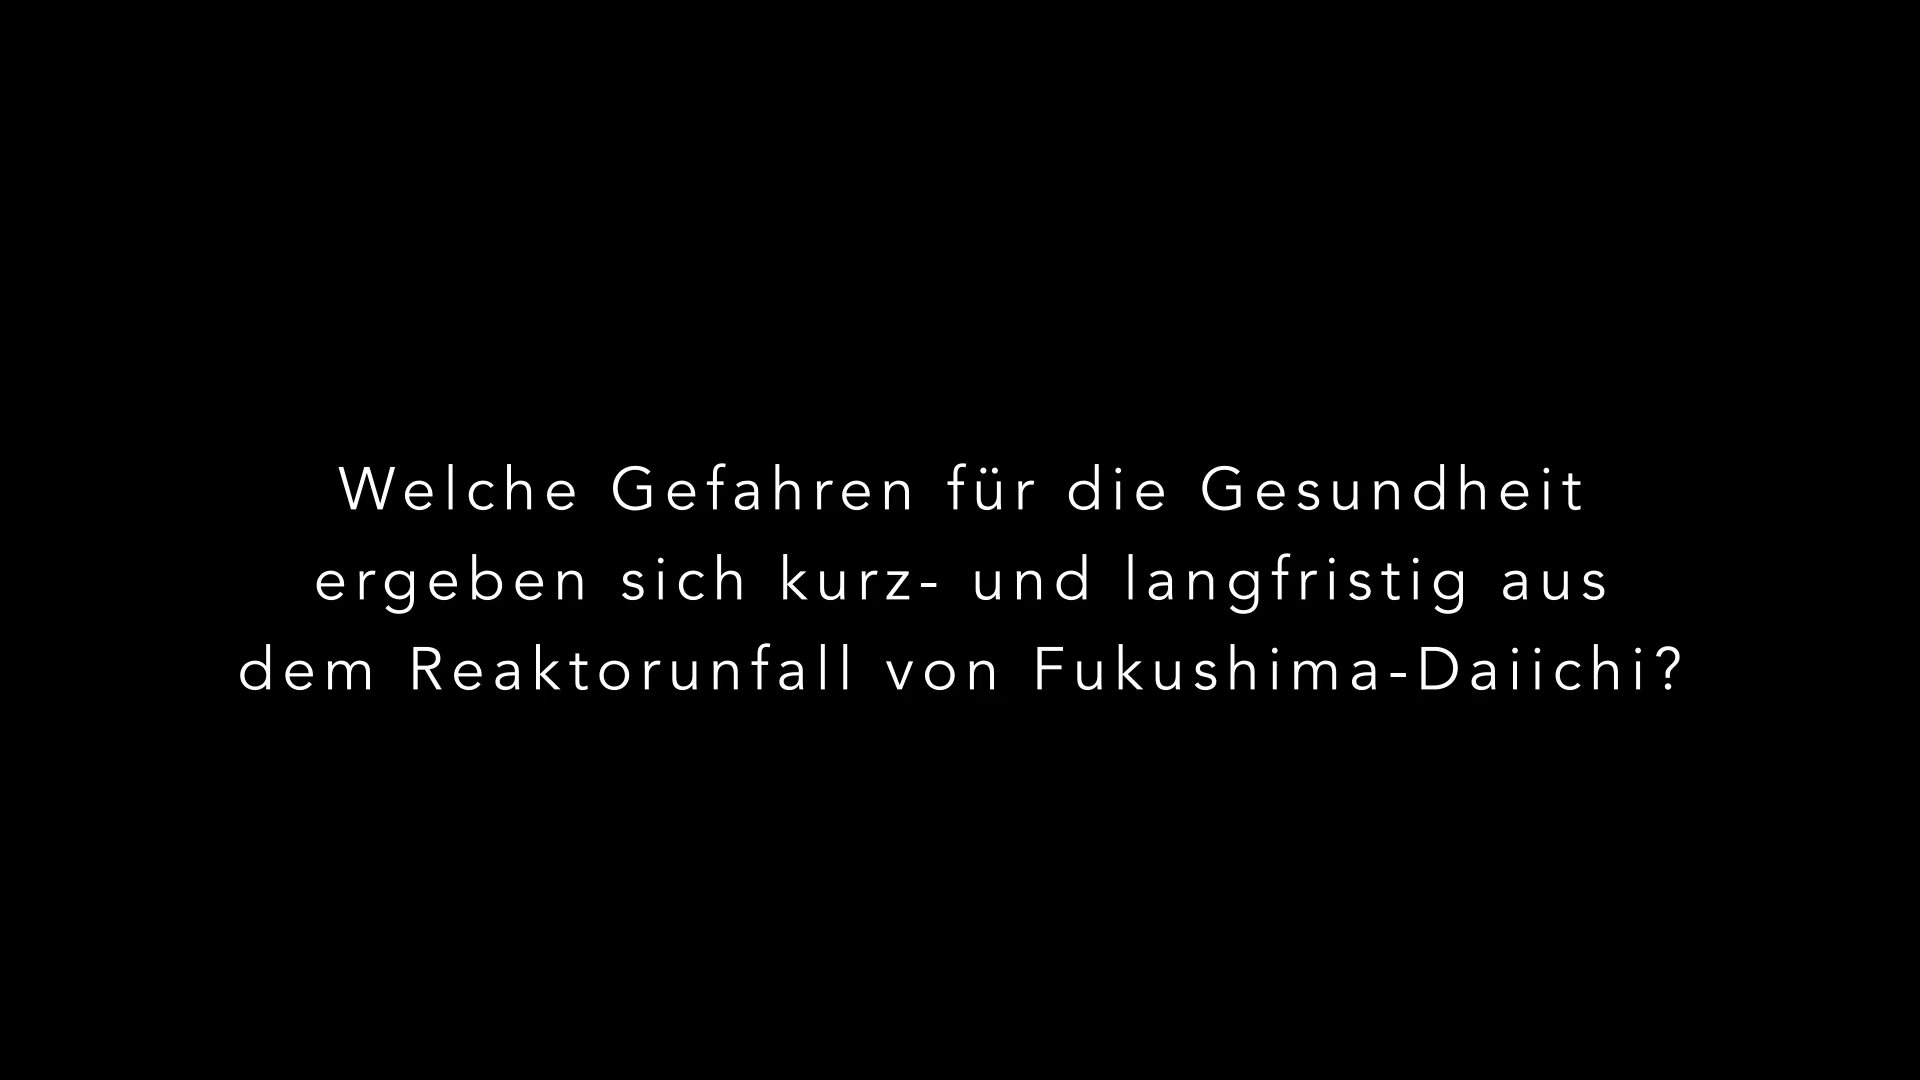 Welche Gefahren für die Gesundheit
ergeben sich kurz- und langfristig aus
dem Reaktorunfall von Fukushima-Daiichi?